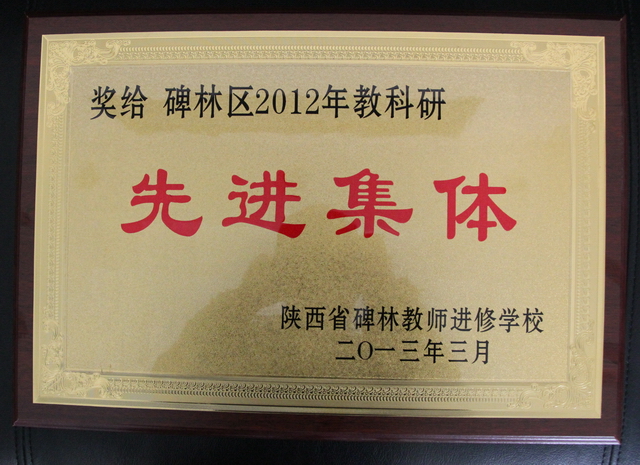 奖给 碑林区2012年教科研
先进集体
陕西省碑林教师进修学校
二〇一三年三月